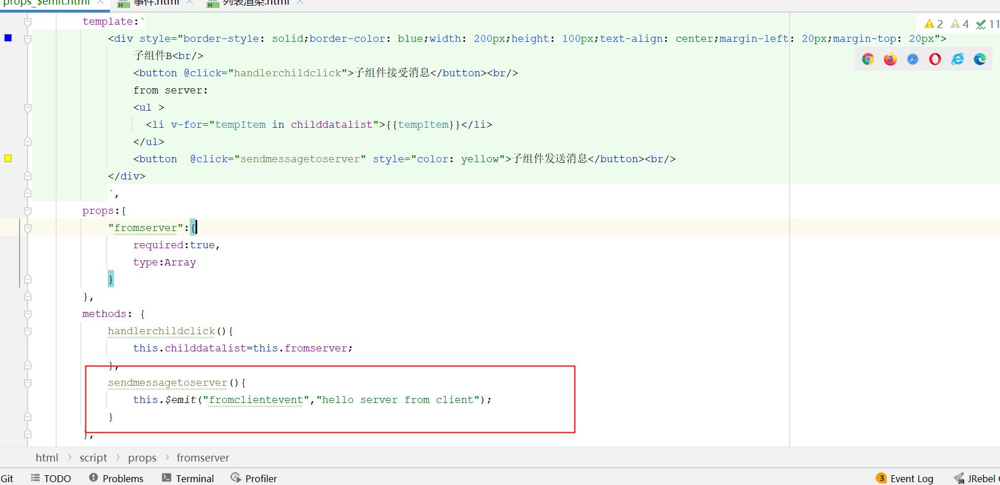 props_$emit.html × 事件.html × 列表渲染.html ×
template:`
2 4 11
<div style="border-style: solid;border-color: blue;width: 200px;height: 100px;text-align: center;margin-left: 20px;margin-top: 20px">
子组件B<br/>
<button @click="handlerchildclick">子组件接受消息</button><br/>
from server:
<ul >
<li v-for="tempItem in childdatalist">{{tempItem}}</li>
</ul>
<button  @click="sendmessagetoserver" style="color: yellow">子组件发送消息</button><br/>
</div>
`,
props:{
"fromserver":{
required:true,
type:Array
}
},
methods: {
handlerchildclick(){
this.childdatalist=this.fromserver;
},
sendmessagetoserver(){
this.$emit("fromclientevent","hello server from client");
}
},
html › script › props › fromserver
Git TODO Problems Terminal Profiler 3 Event Log JRebel